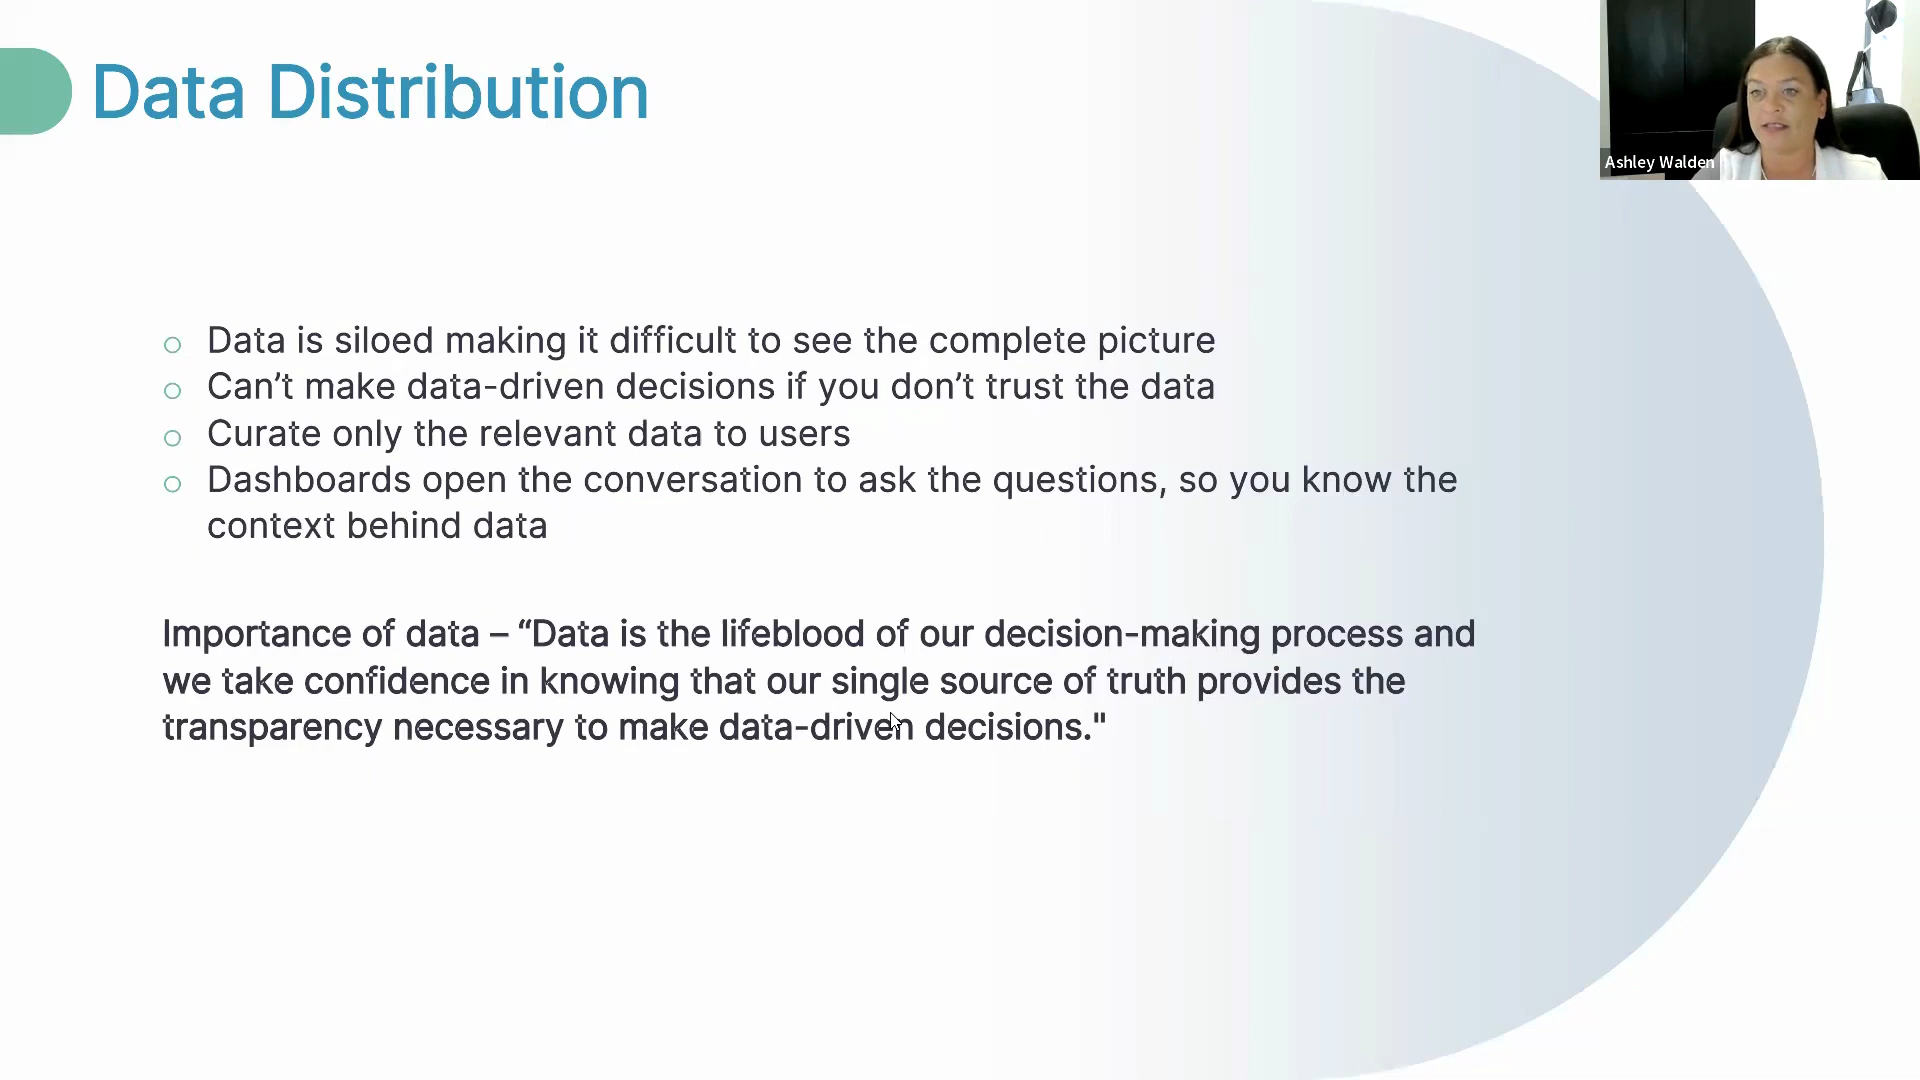 Data Distribution
Ashley Walden
Data is siloed making it difficult to see the complete picture
Can’t make data-driven decisions if you don’t trust the data
Curate only the relevant data to users
Dashboards open the conversation to ask the questions, so you know the
context behind data
Importance of data – “Data is the lifeblood of our decision-making process and
we take confidence in knowing that our single source of truth provides the
transparency necessary to make data-driven decisions."